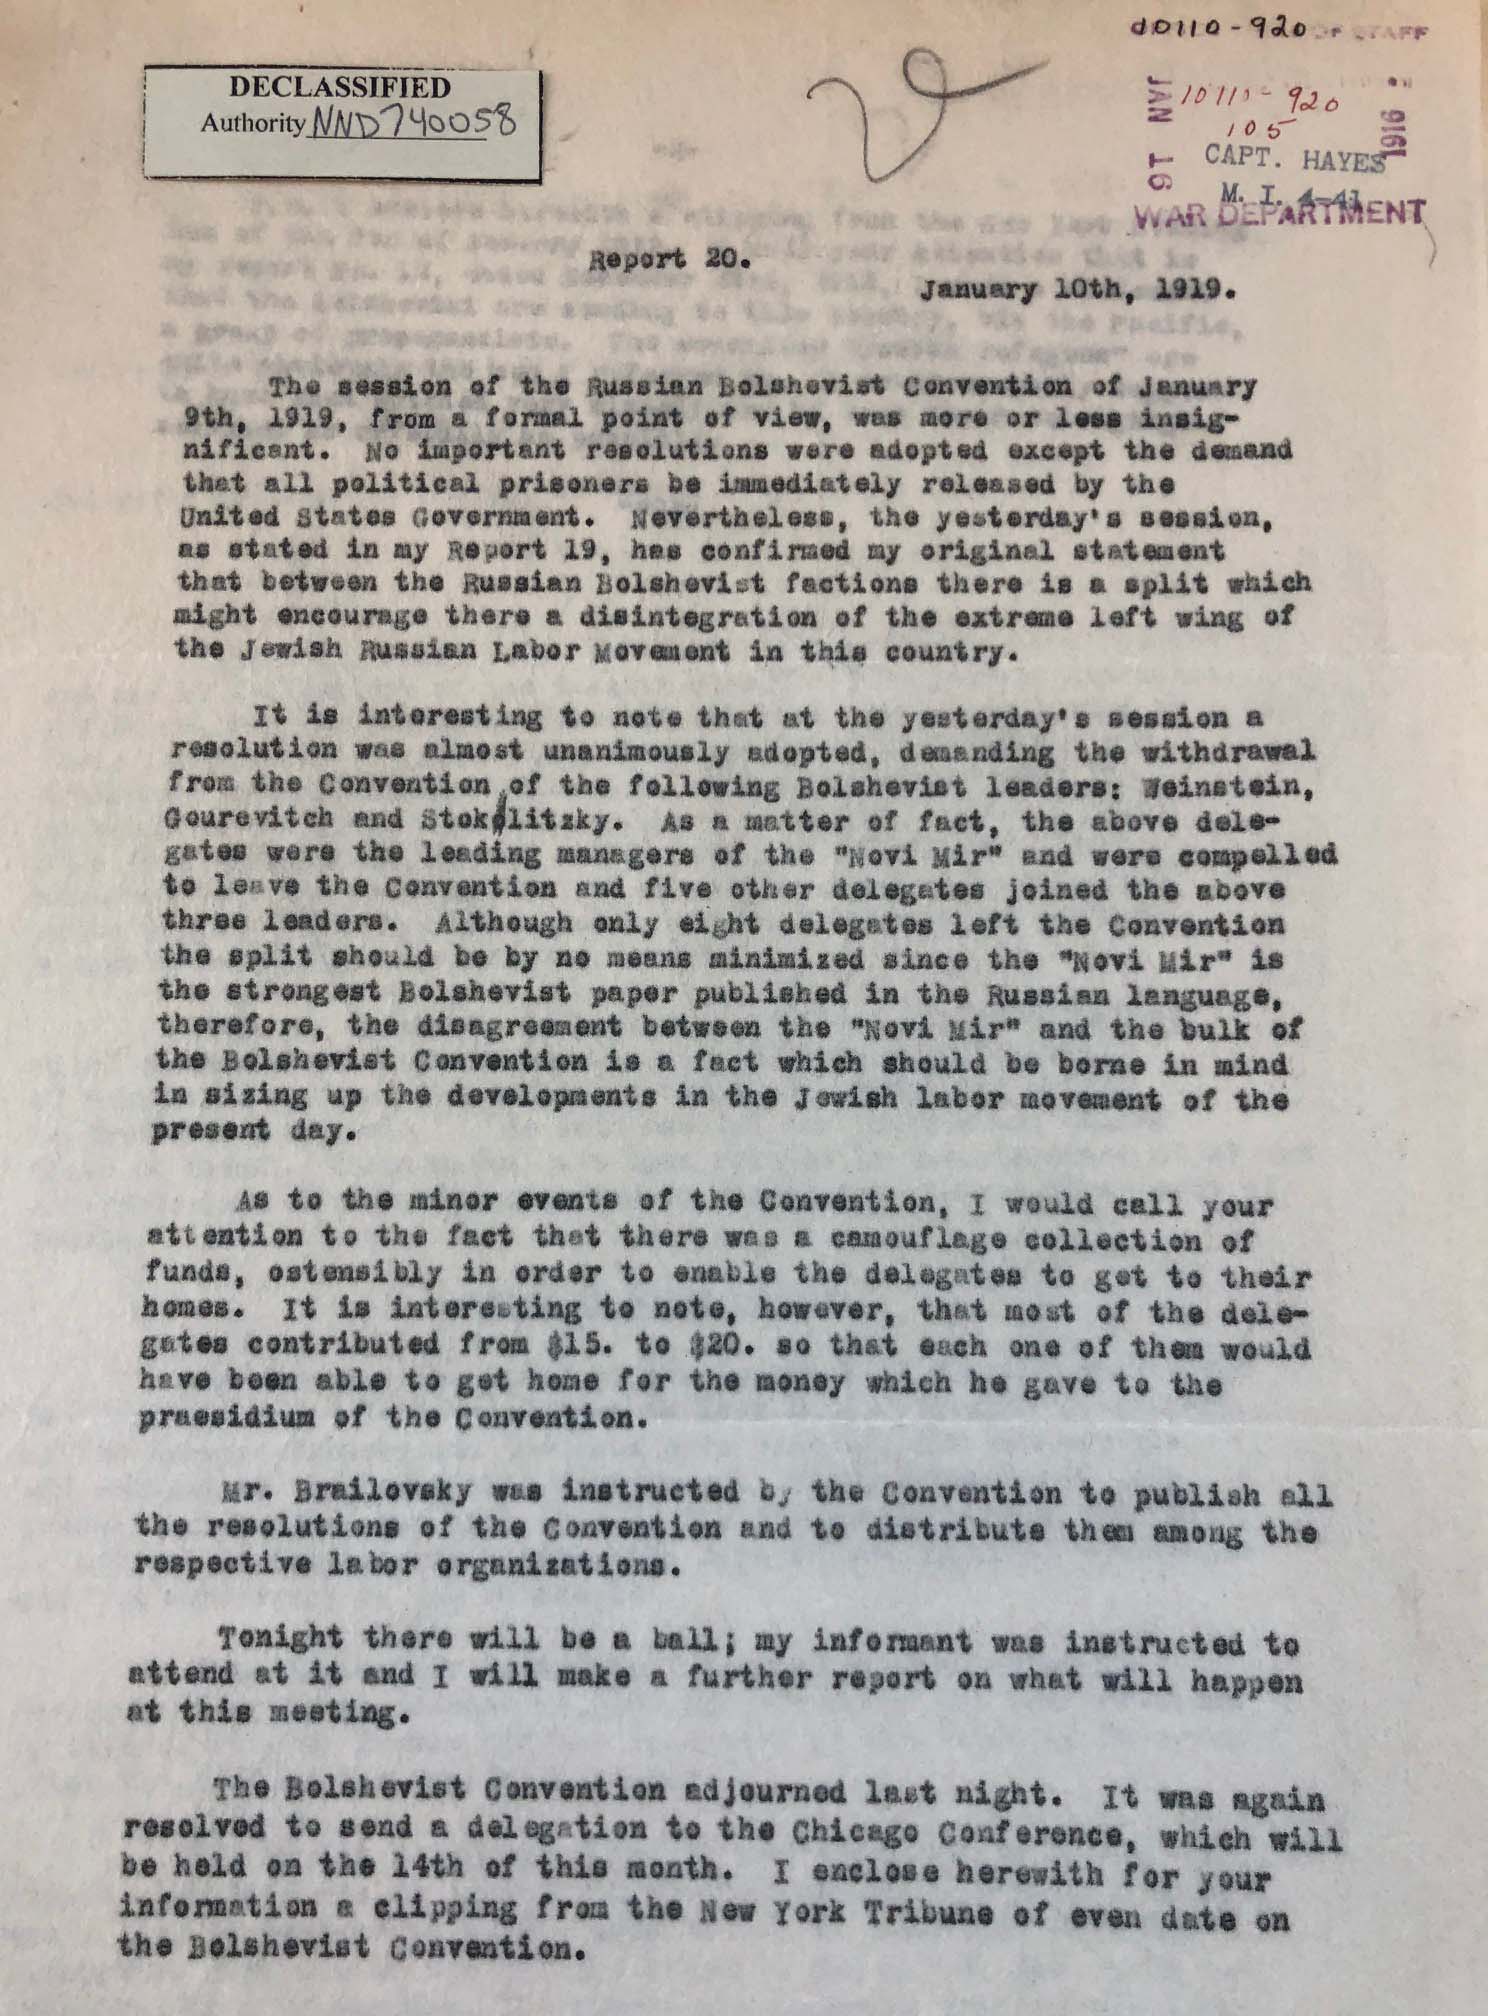 d0110-920 OF STAFF
DECLASSIFIED
Authority NND740058
JAN 16
10110-920
105
1916
CAPT. HAYES
M. I. 4-41
WAR DEPARTMENT
Report 20.
January 10th, 1919.
The session of the Russian Bolshevist Convention of January
9th, 1919, from a formal point of view, was more or less insig-
nificant. No important resolutions were adopted except the demand
that all political prisoners be immediately released by the
United States Government. Nevertheless, the yesterday's session,
as stated in my Report 19, has confirmed my original statement
that between the Russian Bolshevist factions there is a split which
might encourage there a disintegration of the extreme left wing of
the Jewish Russian Labor Movement in this country.
It is interesting to note that at the yesterday's session a
resolution was almost unanimously adopted, demanding the withdrawal
from the Convention of the following Bolshevist leaders: Weinstein,
Gourevitch and Stoklitzky. As a matter of fact, the above dele-
gates were the leading managers of the "Novi Mir" and were compelled
to leave the Convention and five other delegates joined the above
three leaders. Although only eight delegates left the Convention
the split should be by no means minimized since the "Novi Mir" is
the strongest Bolshevist paper published in the Russian language,
therefore, the disagreement between the "Novi Mir" and the bulk of
the Bolshevist Convention is a fact which should be borne in mind
in sizing up the developments in the Jewish labor movement of the
present day.
As to the minor events of the Convention, I would call your
attention to the fact that there was a camouflage collection of
funds, ostensibly in order to enable the delegates to get to their
homes. It is interesting to note, however, that most of the dele-
gates contributed from $15. to $20. so that each one of them would
have been able to get home for the money which he gave to the
praesidium of the Convention.
Mr. Brailovsky was instructed by the Convention to publish all
the resolutions of the Convention and to distribute them among the
respective labor organizations.
Tonight there will be a ball; my informant was instructed to
attend at it and I will make a further report on what will happen
at this meeting.
The Bolshevist Convention adjourned last night. It was again
resolved to send a delegation to the Chicago Conference, which will
be held on the 14th of this month. I enclose herewith for your
information a clipping from the New York Tribune of even date on
the Bolshevist Convention.